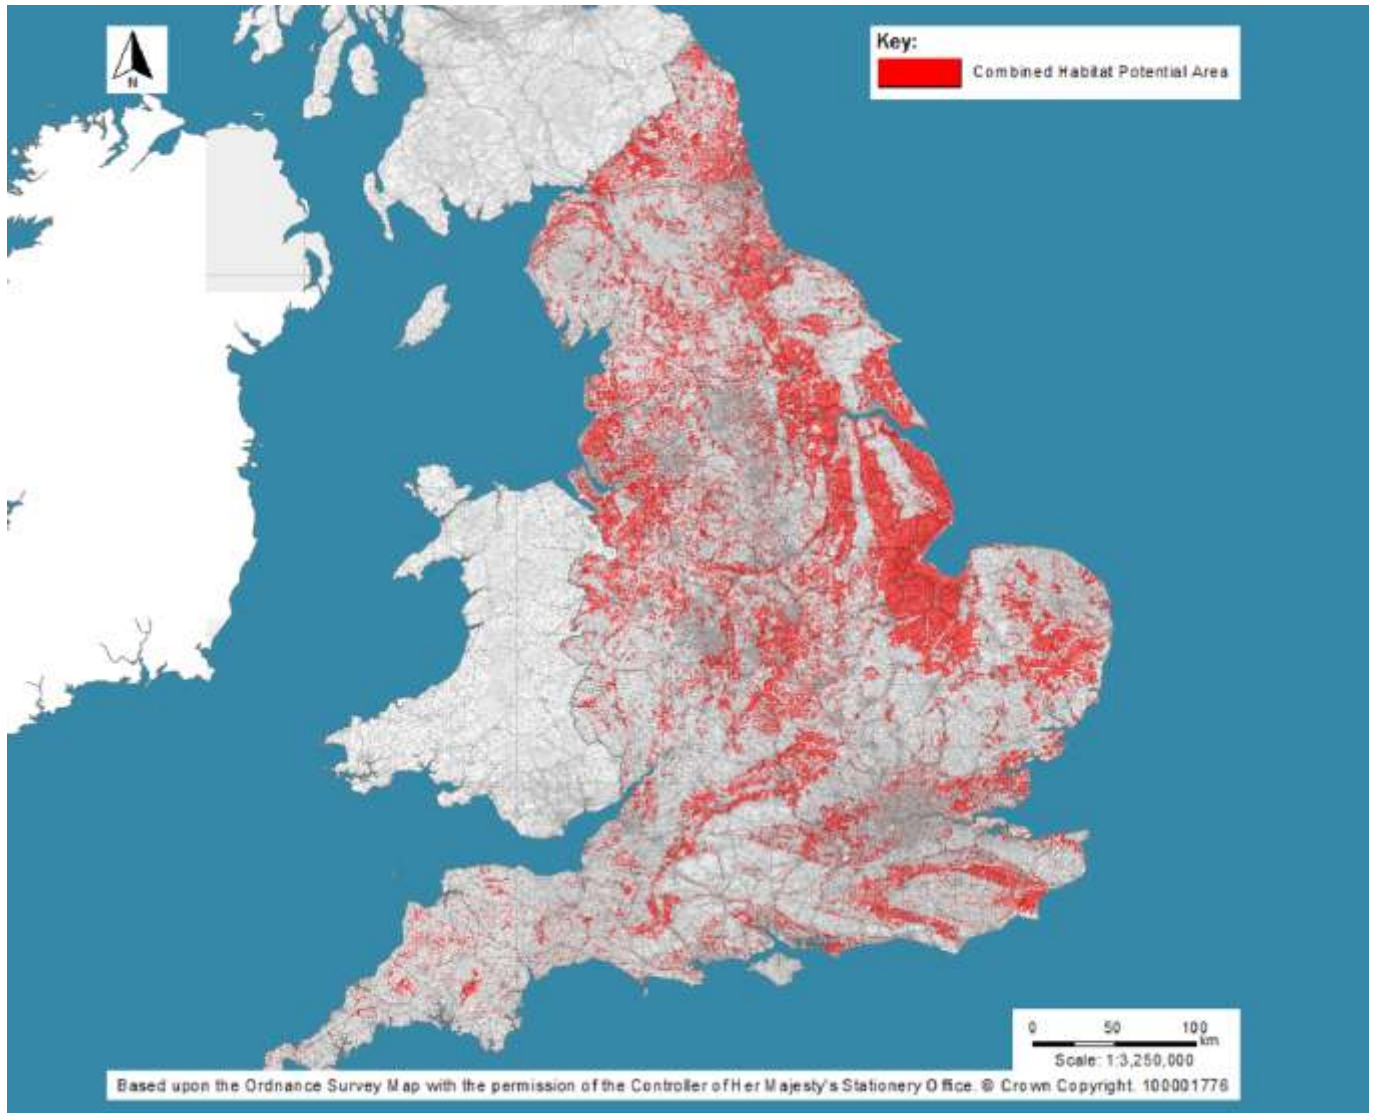 N
Key:
Combined Habitat Potential Area
0 50 100
km
Scale: 1:3,250,000
Based upon the Ordnance Survey Map with the permission of the Controller of Her Majesty's Stationery Office. © Crown Copyright. 100001776